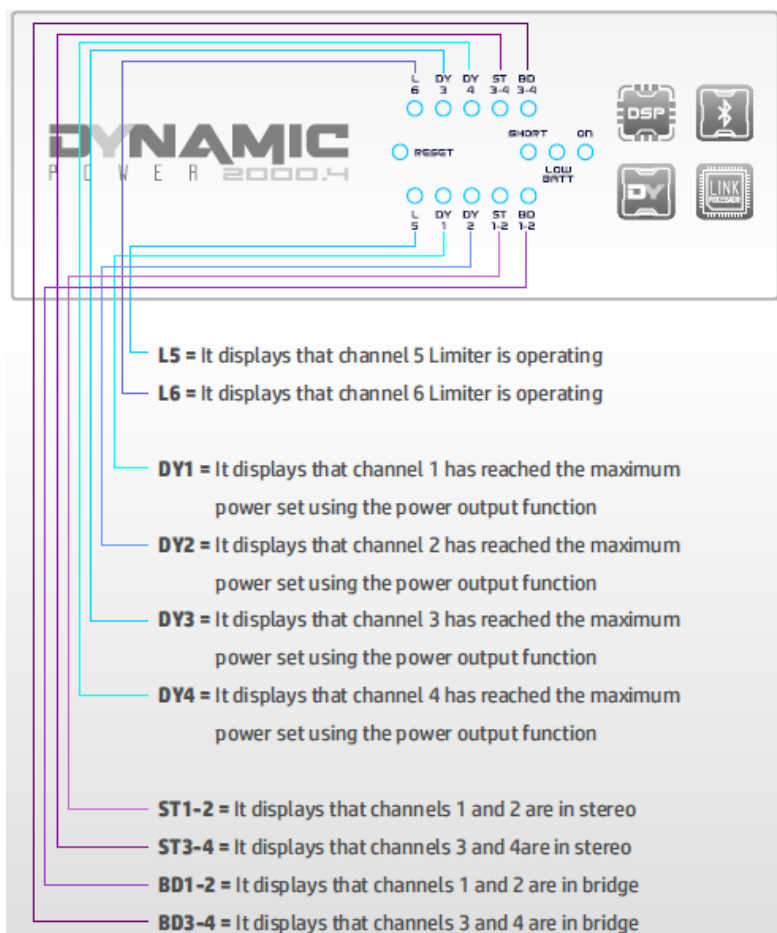 L DY DY ST BD
6 3 4 3-4 3-4
DSP
DYNAMIC
POWER 2000.4
SHORT ON
RESET
LOW
BATT
DY
LINK
L DY DY ST BD
5 1 2 1-2 1-2
L5 = It displays that channel 5 Limiter is operating
L6 = It displays that channel 6 Limiter is operating
DY1 = It displays that channel 1 has reached the maximum
power set using the power output function
DY2 = It displays that channel 2 has reached the maximum
power set using the power output function
DY3 = It displays that channel 3 has reached the maximum
power set using the power output function
DY4 = It displays that channel 4 has reached the maximum
power set using the power output function
ST1-2 = It displays that channels 1 and 2 are in stereo
ST3-4 = It displays that channels 3 and 4are in stereo
BD1-2 = It displays that channels 1 and 2 are in bridge
BD3-4 = It displays that channels 3 and 4 are in bridge